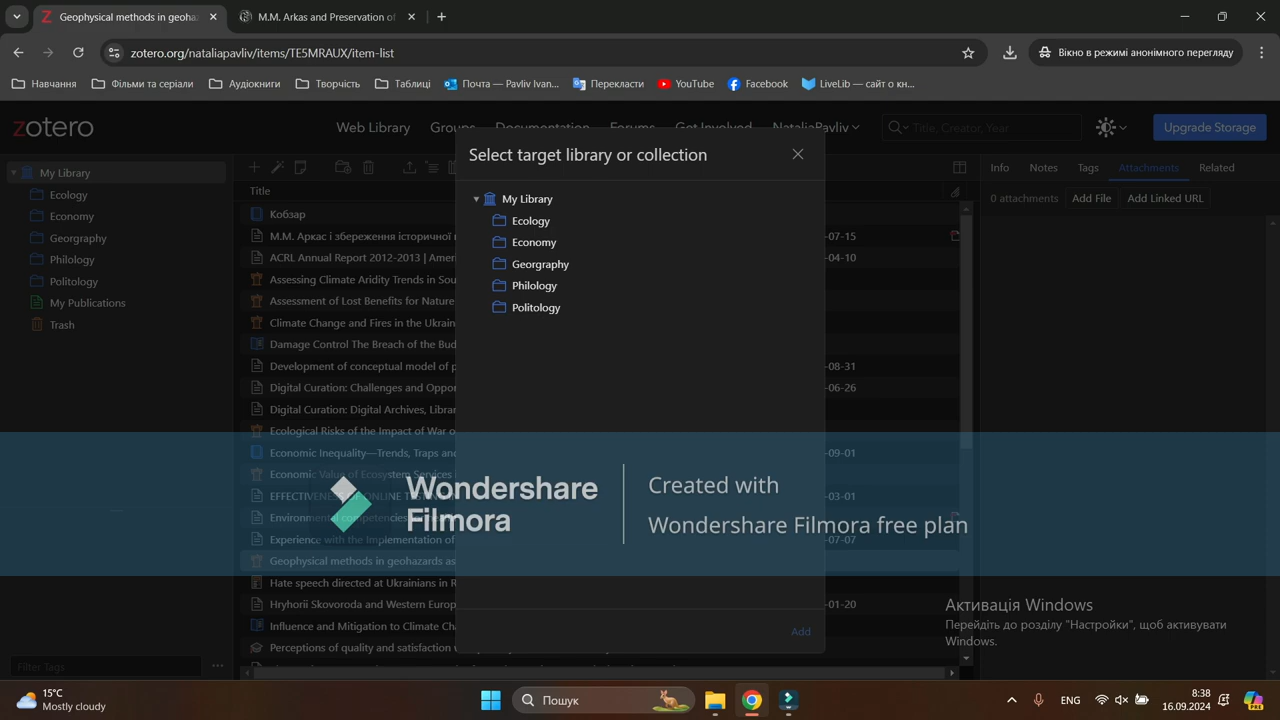 Geophysical methods in geohaz
M.M. Arkas and Preservation of
zotero.org/nataliapavliv/items/TE5MRAUX/item-list
Вікно в режимі анонімного перегляду
Навчання
Фільми та серіали
Аудіокниги
Творчість
Таблиці
Почта — Pavliv Ivan...
Перекласти
YouTube
Facebook
LiveLib — сайт о кн...
zotero
Web Library
Groups
Documentation
Forums
Get Involved
NataliaPavliv
Title, Creator, Year
Upgrade Storage
Select target library or collection
My Library
Ecology
Economy
Georgraphy
Philology
Politology
My Publications
Trash
Title
Кобзар
М.М. Аркас і збереження історичної
-07-15
ACRL Annual Report 2012-2013 | Amer
-04-10
Assessing Climate Aridity Trends in Sou
Assessment of Lost Benefits for Nature
Climate Change and Fires in the Ukrain
Damage Control The Breach of the Bud
Development of conceptual model of p
-08-31
Digital Curation: Challenges and Oppor
-06-26
Digital Curation: Digital Archives, Librar
Ecological Risks of the Impact of War o
Economic Inequality—Trends, Traps and
-09-01
Economic Value of Ecosystem Services
EFFECTIVENESS OF ONLINE TESTING
-03-01
Environmental competencies
Experience with the Implementation of
-07-07
Geophysical methods in geohazards as
Hate speech directed at Ukrainians in R
Hryhorii Skovoroda and Western Europ
-01-20
Influence and Mitigation to Climate Ch
Perceptions of quality and satisfaction
My Library
Ecology
Economy
Georgraphy
Philology
Politology
Add
Info
Notes
Tags
Attachments
Related
0 attachments
Add File
Add Linked URL
Wondershare
Filmora
Created with
Wondershare Filmora free plan
Активація Windows
Перейдіть до розділу "Настройки", щоб активувати
Windows.
Filter Tags
15°C
Mostly cloudy
Пошук
ENG
8:38
16.09.2024